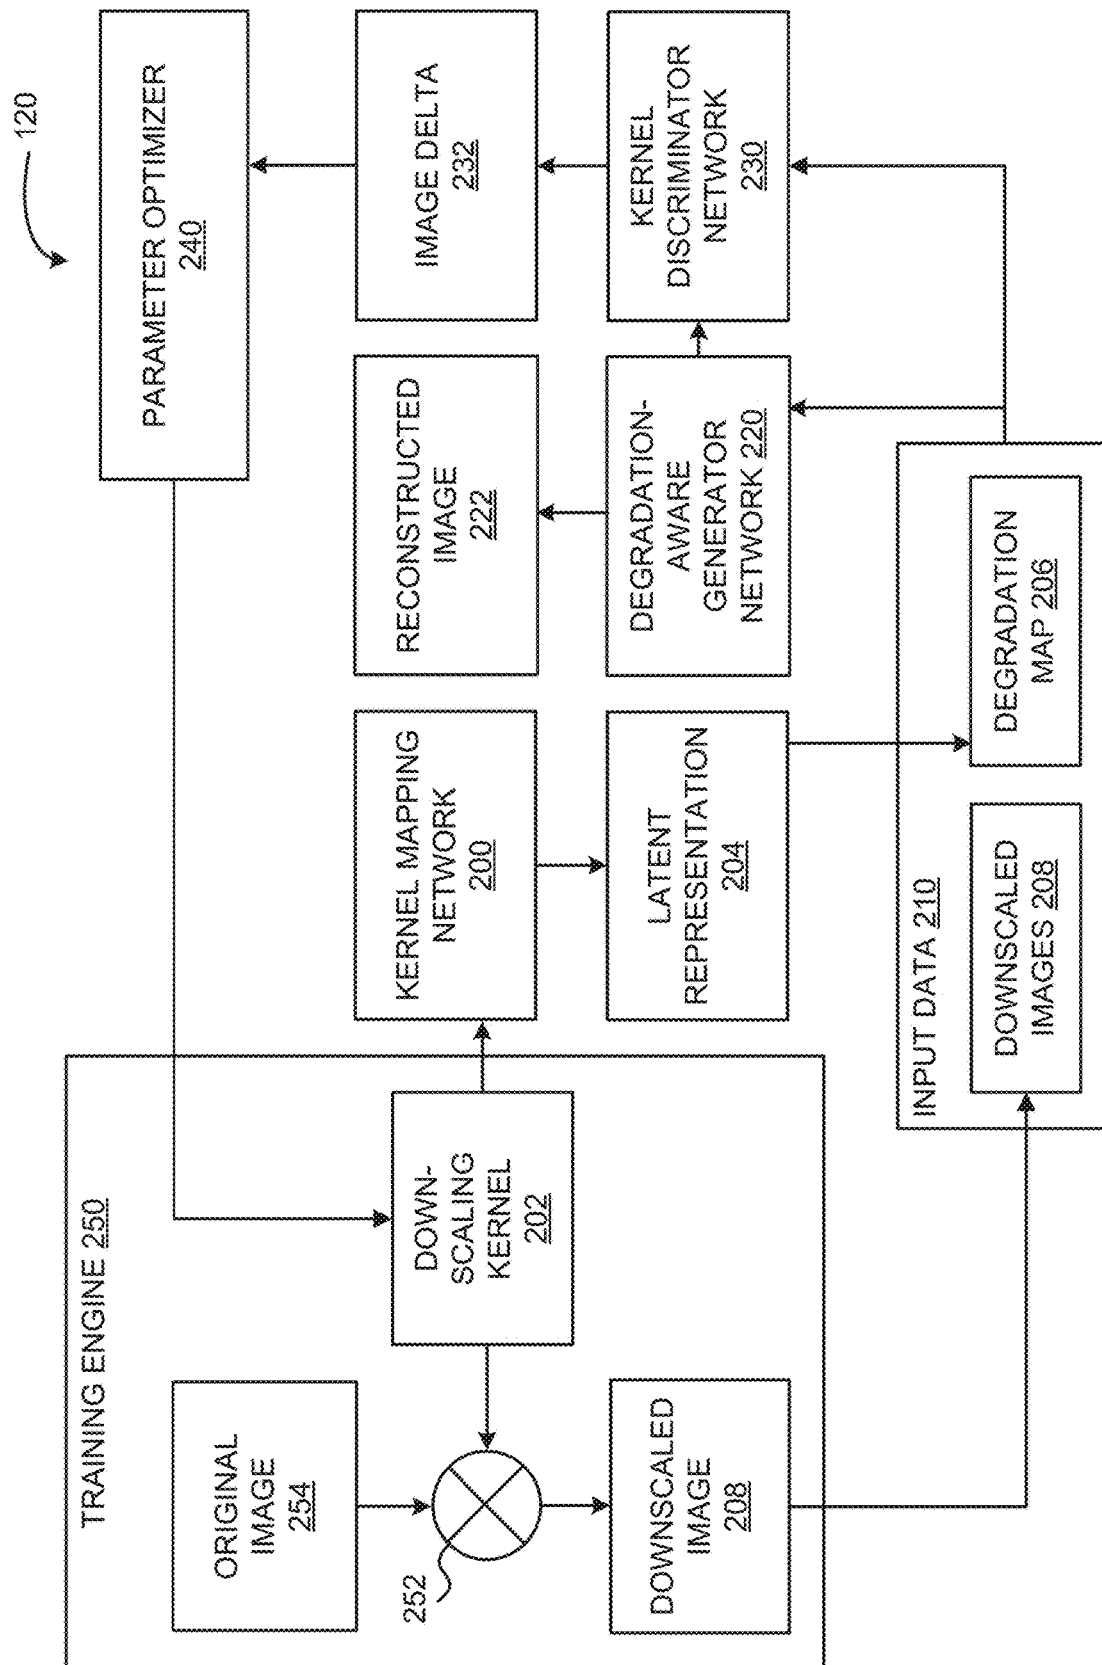 120
TRAINING ENGINE 250
ORIGINAL
IMAGE
254
252
DOWNSCALED
IMAGE
208
DOWN-
SCALING
KERNEL
202
PARAMETER OPTIMIZER
240
KERNEL MAPPING
NETWORK
200
LATENT
REPRESENTATION
204
RECONSTRUCTED
IMAGE
222
DEGRADATION-
AWARE
GENERATOR
NETWORK 220
IMAGE DELTA
232
KERNEL
DISCRIMINATOR
NETWORK
230
INPUT DATA 210
DOWNSCALED
IMAGES 208
DEGRADATION
MAP 206